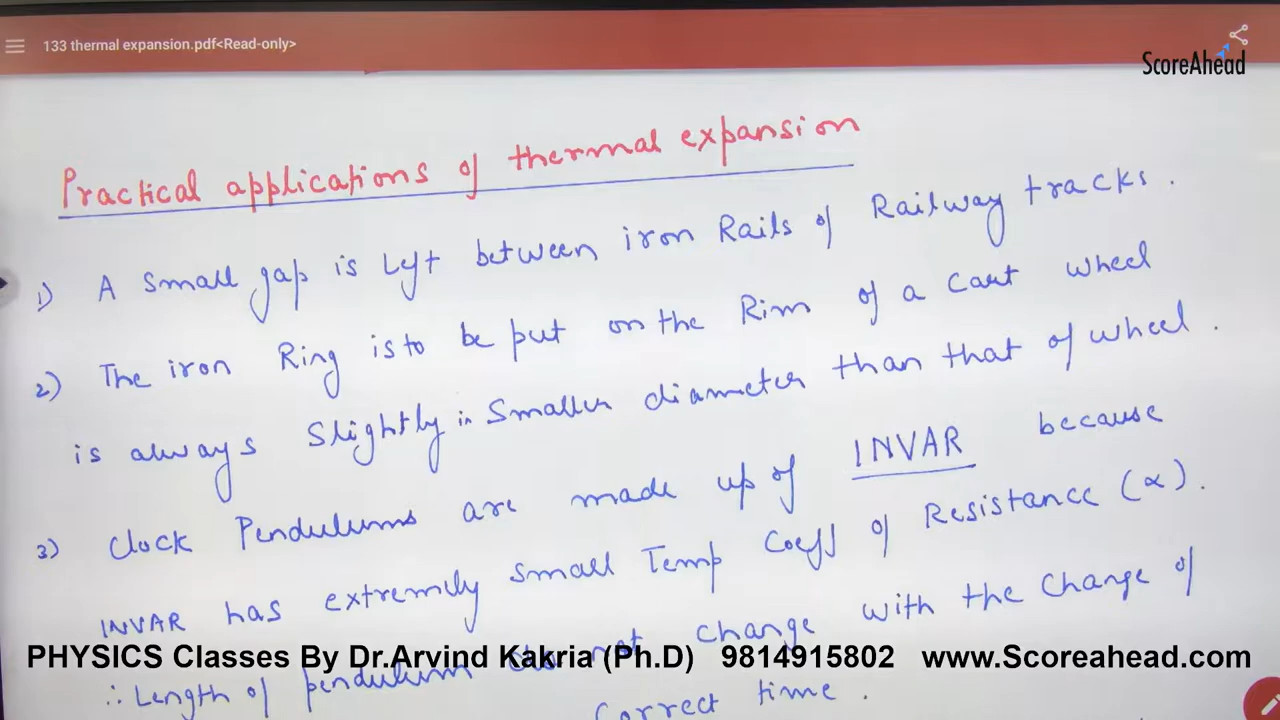 133 thermal expansion.pdf<Read-only>
ScoreAhead
Practical applications of thermal expansion
1) A small gap is left between iron Rails of Railway tracks.
2) The iron Ring is to be put on the Rim of a cart wheel
is always slightly in smaller diameter than that of wheel.
3) Clock Pendulums are made up of INVAR because
INVAR has extremely small Temp Coeff of Resistance (α).
∴ Length of pendulum not change with the change of
correct time.
PHYSICS Classes By Dr.Arvind Kakria (Ph.D) 9814915802 www.Scoreahead.com